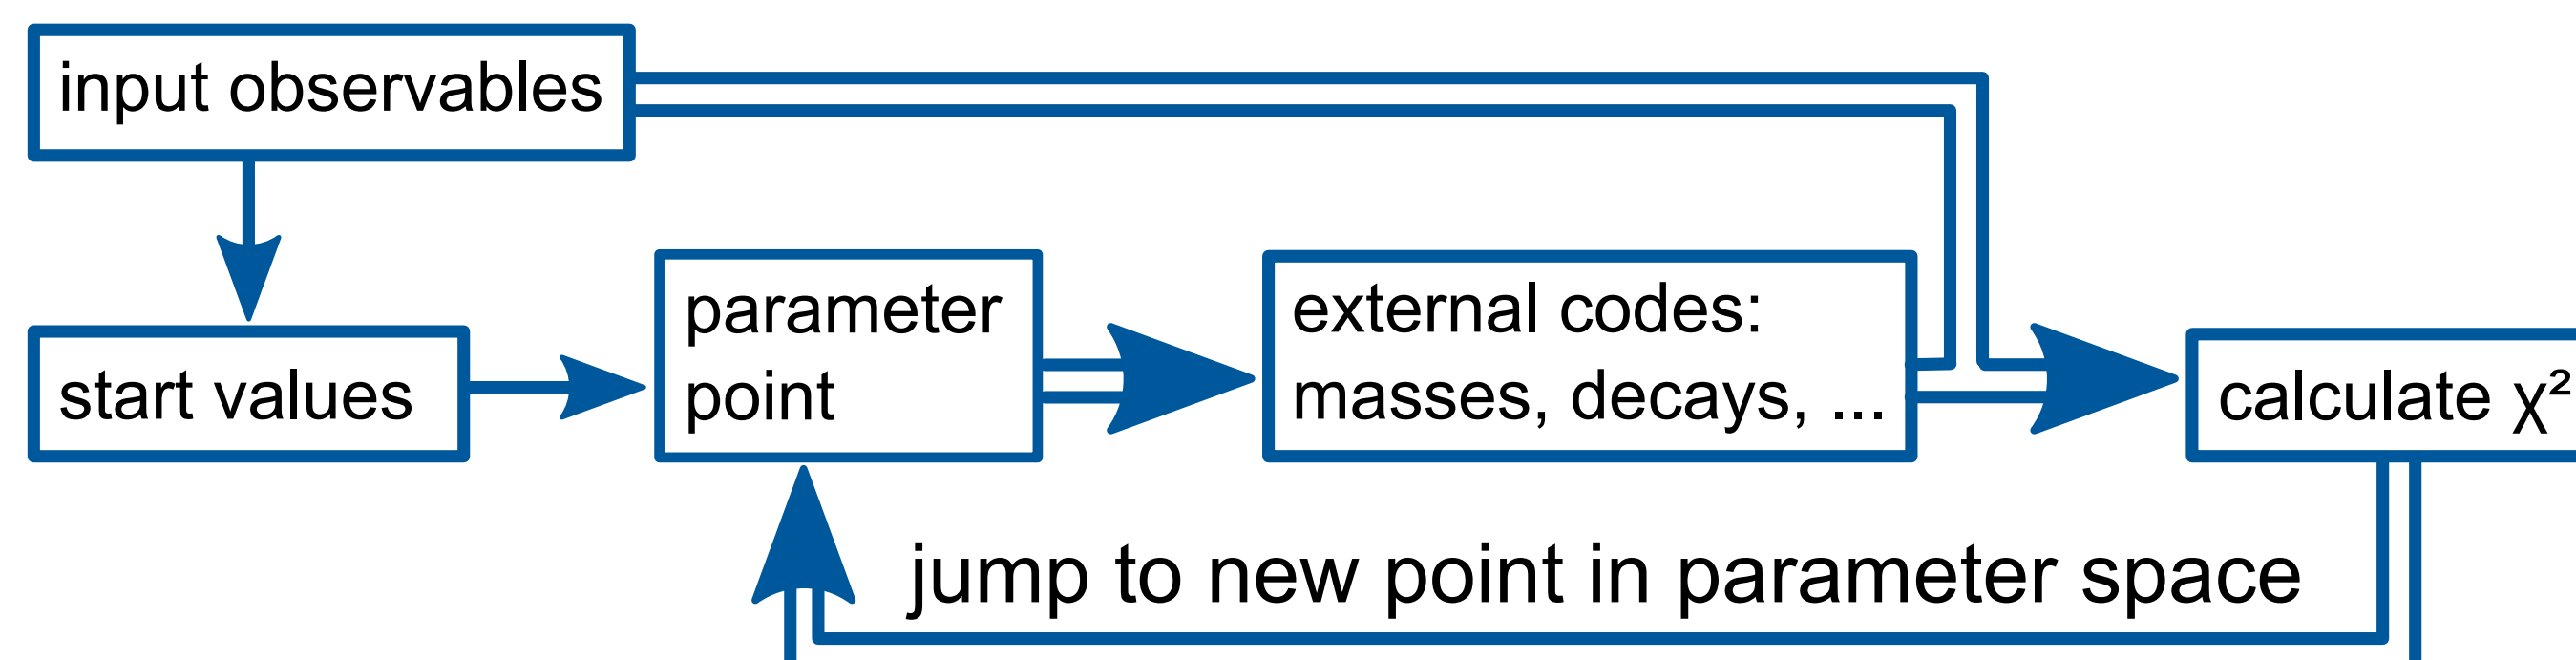 input observables
start values
parameter
point
external codes:
masses, decays, ...
calculate χ²
jump to new point in parameter space